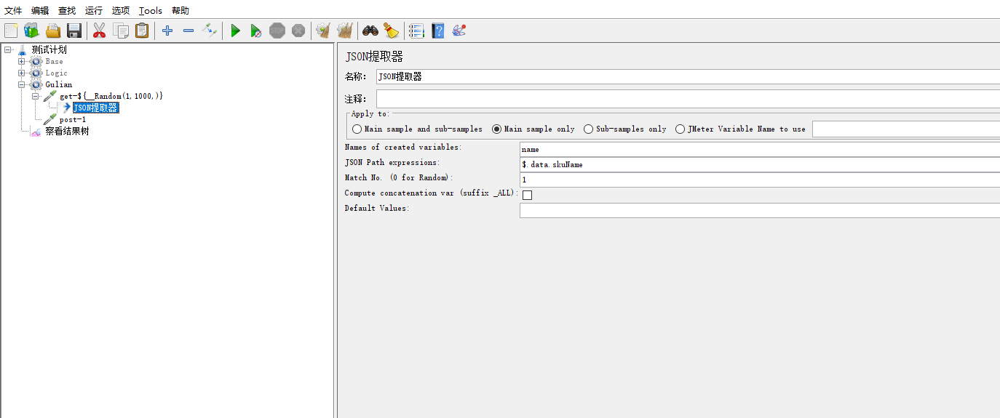 文件 编辑 查找 运行 选项 Tools 帮助
STOP
测试计划
Base
Logic
Gulian
get=${__Random(1,1000,)}
JSON提取器
post-1
察看结果树
JSON提取器
名称： JSON提取器
注释：
Apply to:
Main sample and sub-samples Main sample only Sub-samples only JMeter Variable Name to use
Names of created variables: name
JSON Path expressions: $.data.skuName
Match No. (0 for Random): 1
Compute concatenation var (suffix _ALL):
Default Values: